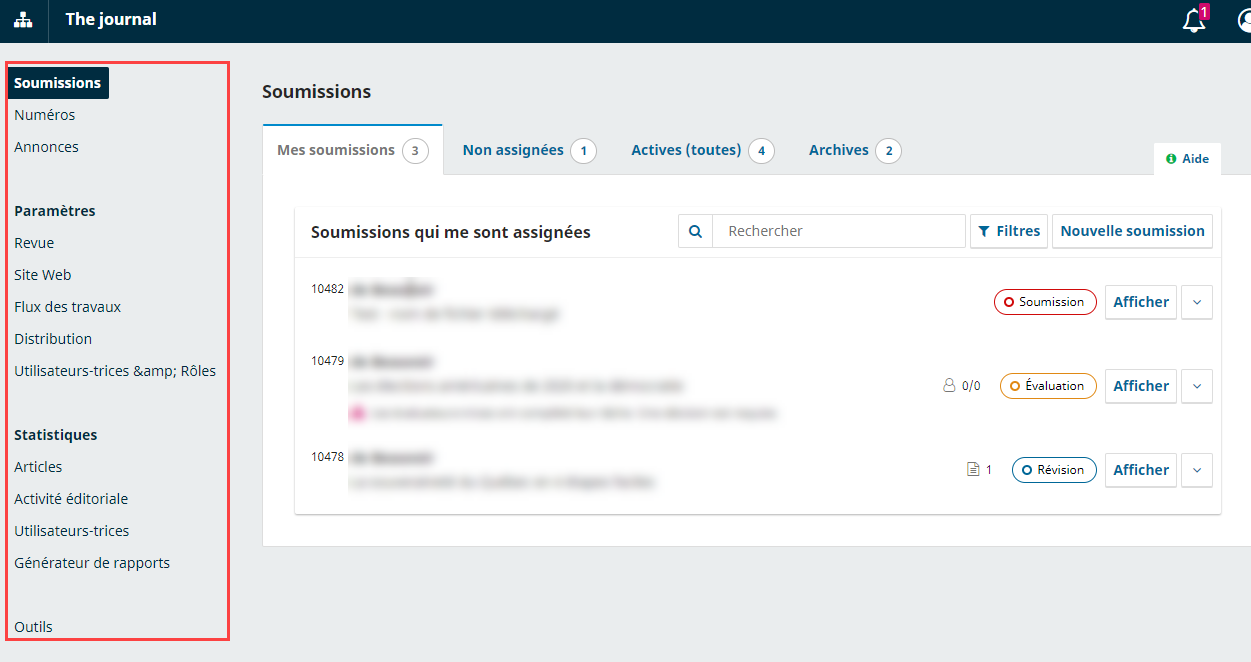 The journal
1
Soumissions
Numéros
Annonces
Paramètres
Revue
Site Web
Flux des travaux
Distribution
Utilisateurs-trices &amp; Rôles
Statistiques
Articles
Activité éditoriale
Utilisateurs-trices
Générateur de rapports
Outils
Soumissions
Mes soumissions 3 Non assignées 1 Actives (toutes) 4 Archives 2
Aide
Soumissions qui me sont assignées Rechercher Filtres Nouvelle soumission
10482 Soumission Afficher
10479 0/0 Évaluation Afficher
10478 1 Révision Afficher